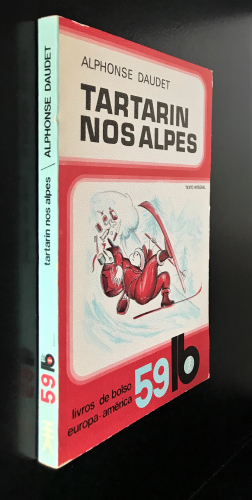 ALPHONSE DAUDET
TARTARIN
NOS ALPES
TEXTO INTEGRAL
livros de bolso
europa-américa
59 lb
tartarin nos alpes / ALPHONSE DAUDET
59 lb